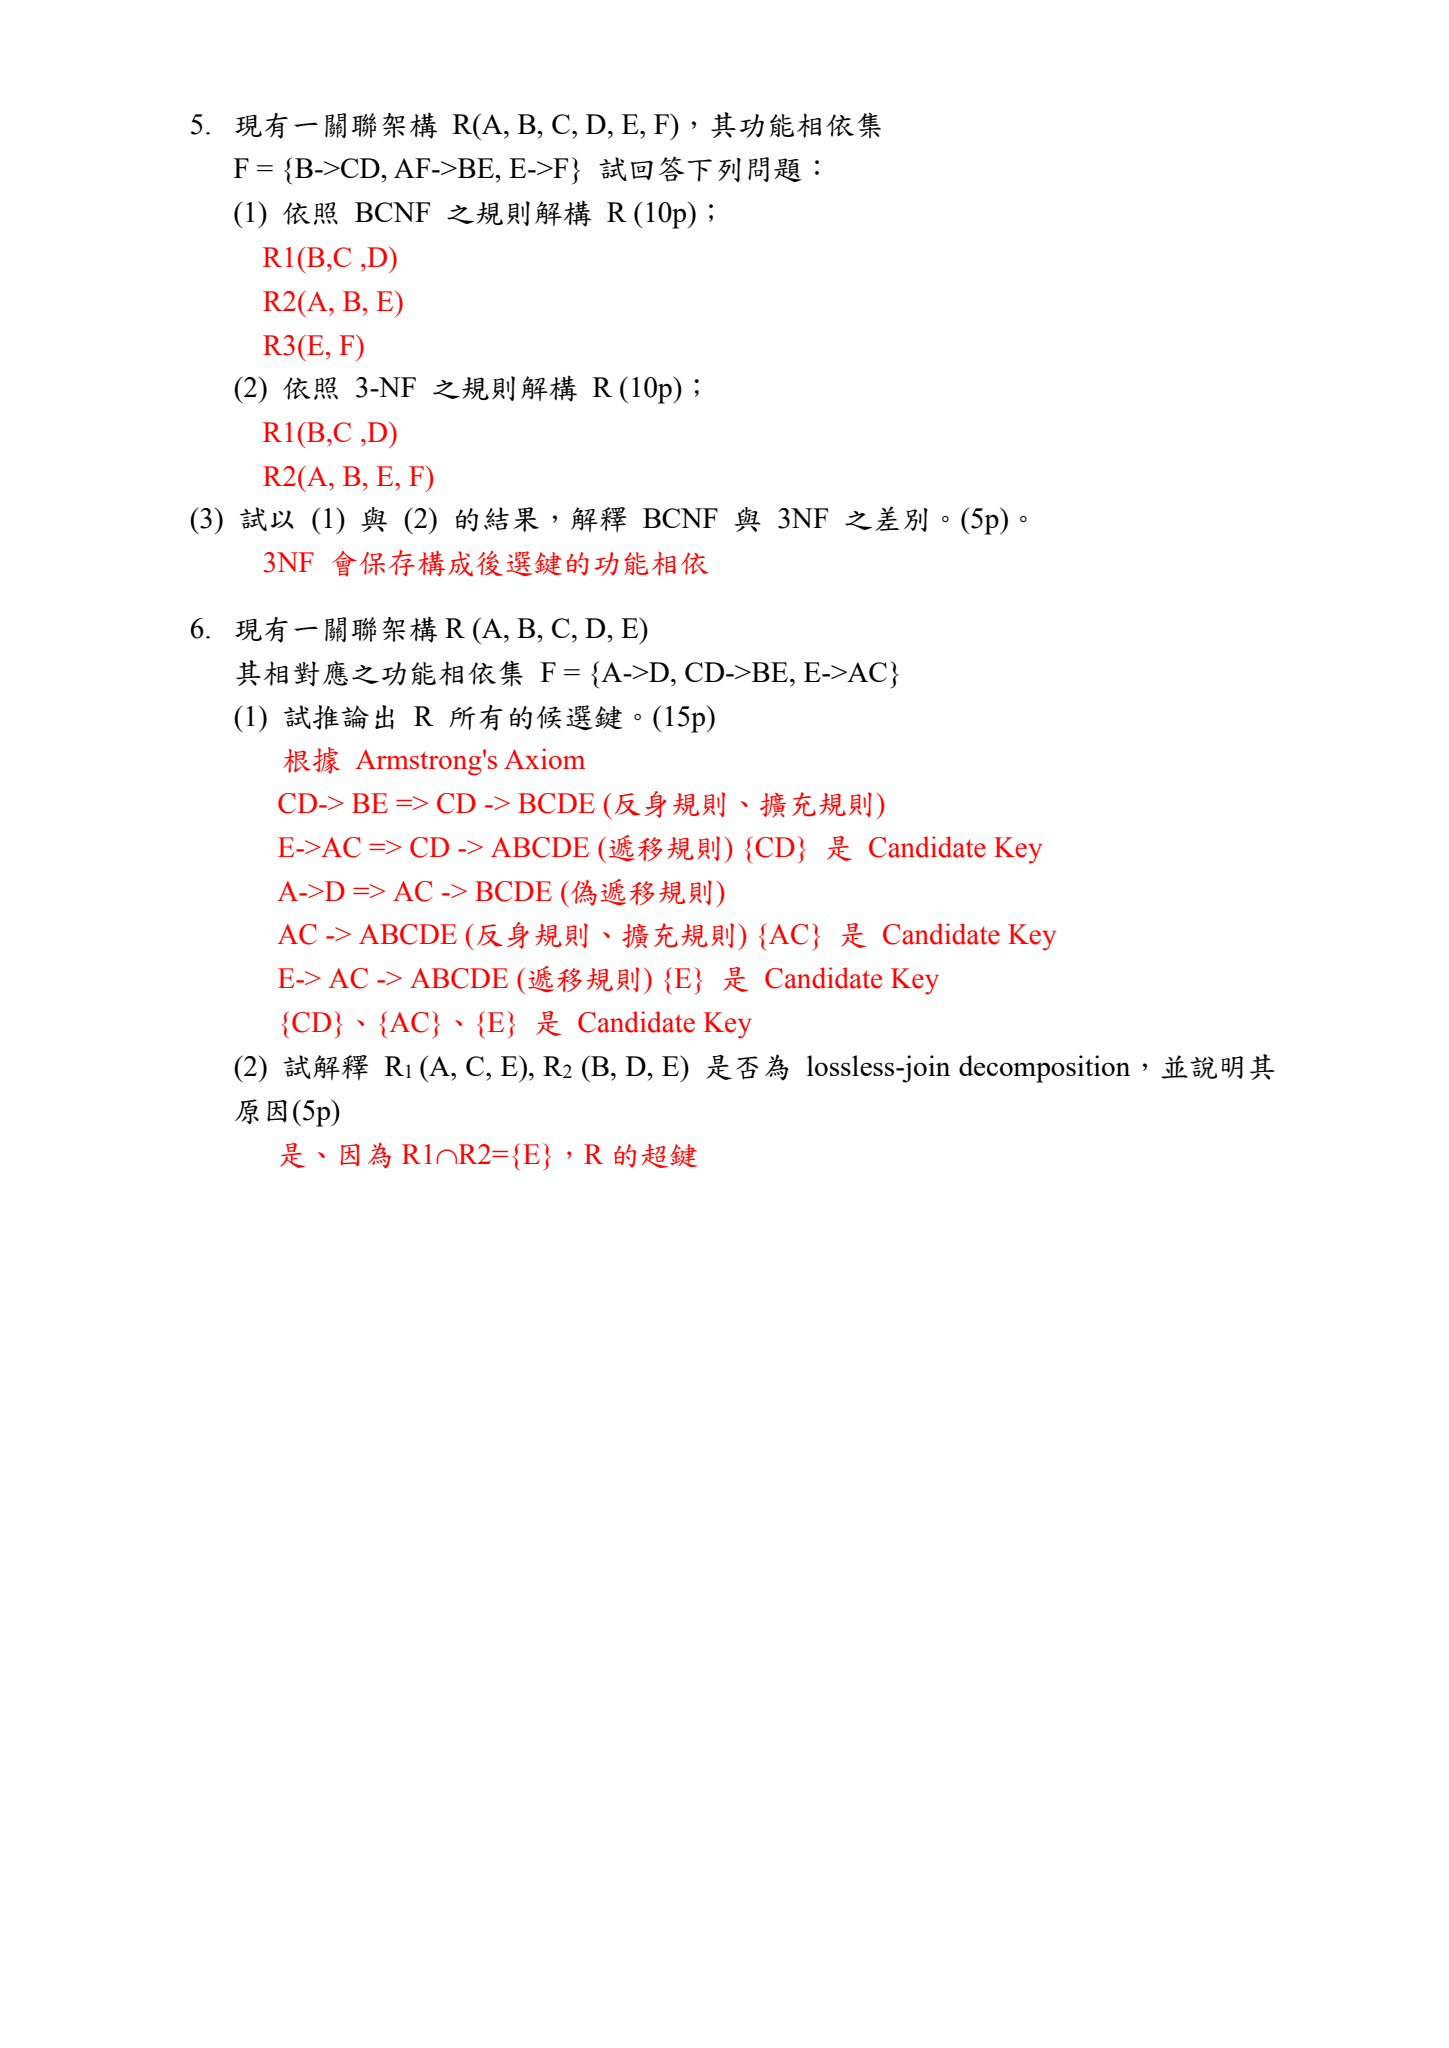 5. 現有一關聯架構 R(A, B, C, D, E, F)，其功能相依集
F = {B->CD, AF->BE, E->F} 試回答下列問題：
(1) 依照 BCNF 之規則解構 R (10p)；
R1(B,C ,D)
R2(A, B, E)
R3(E, F)
(2) 依照 3-NF 之規則解構 R (10p)；
R1(B,C ,D)
R2(A, B, E, F)
(3) 試以 (1) 與 (2) 的結果，解釋 BCNF 與 3NF 之差別。(5p)。
3NF 會保存構成後選鍵的功能相依
6. 現有一關聯架構 R (A, B, C, D, E)
其相對應之功能相依集 F = {A->D, CD->BE, E->AC}
(1) 試推論出 R 所有的候選鍵。(15p)
根據 Armstrong's Axiom
CD-> BE => CD -> BCDE (反身規則、擴充規則)
E->AC => CD -> ABCDE (遞移規則) {CD} 是 Candidate Key
A->D => AC -> BCDE (偽遞移規則)
AC -> ABCDE (反身規則、擴充規則) {AC} 是 Candidate Key
E-> AC -> ABCDE (遞移規則) {E} 是 Candidate Key
{CD}、{AC}、{E} 是 Candidate Key
(2) 試解釋 R1 (A, C, E), R2 (B, D, E) 是否為 lossless-join decomposition，並說明其
原因(5p)
是、因為 R1∩R2={E}，R 的超鍵